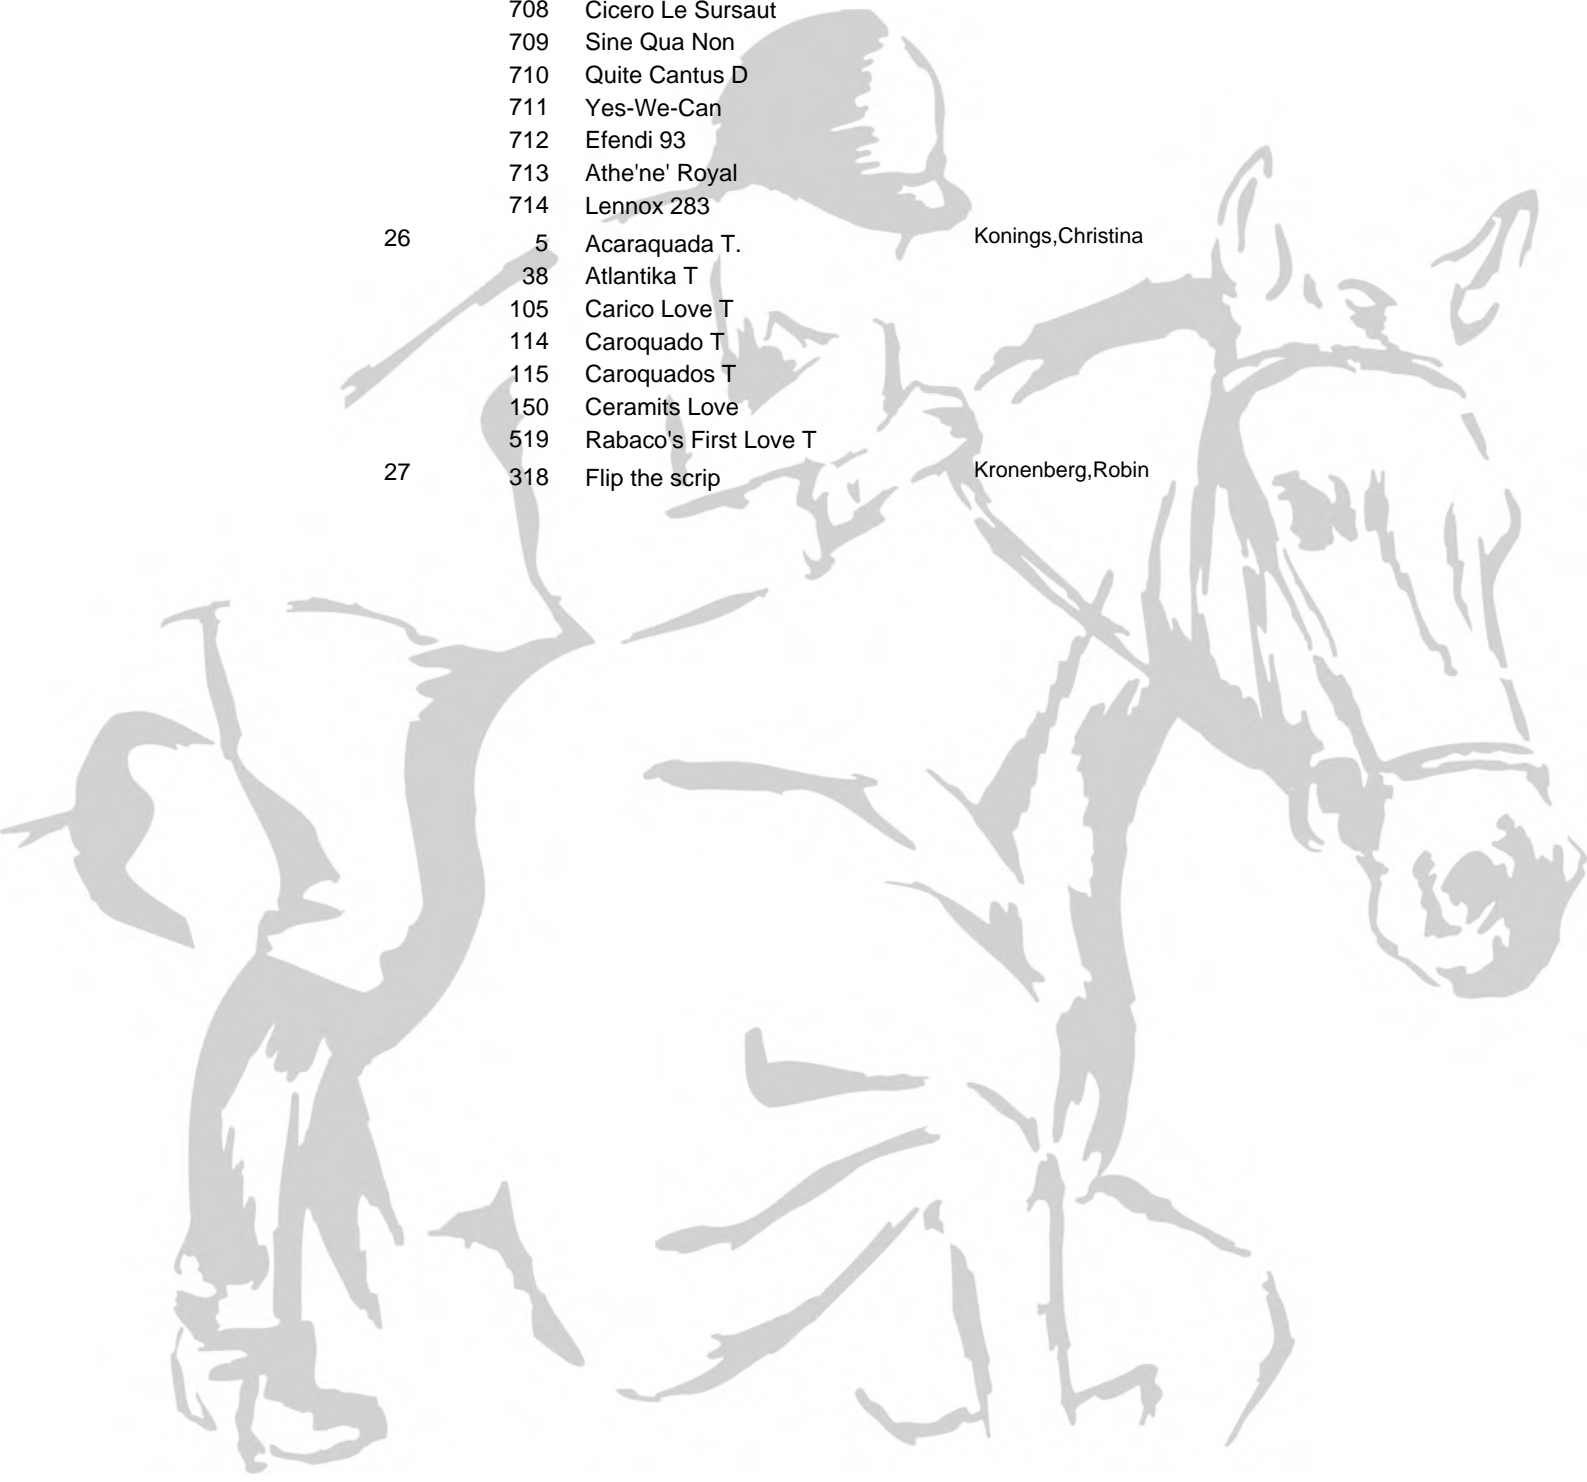 708 Cicero Le Sursaut
709 Sine Qua Non
710 Quite Cantus D
711 Yes-We-Can
712 Efendi 93
713 Athe'ne' Royal
714 Lennox 283
26 5 Acaraquada T. Konings,Christina
38 Atlantika T
105 Carico Love T
114 Caroquado T
115 Caroquados T
150 Ceramits Love
519 Rabaco's First Love T
27 318 Flip the scrip Kronenberg,Robin